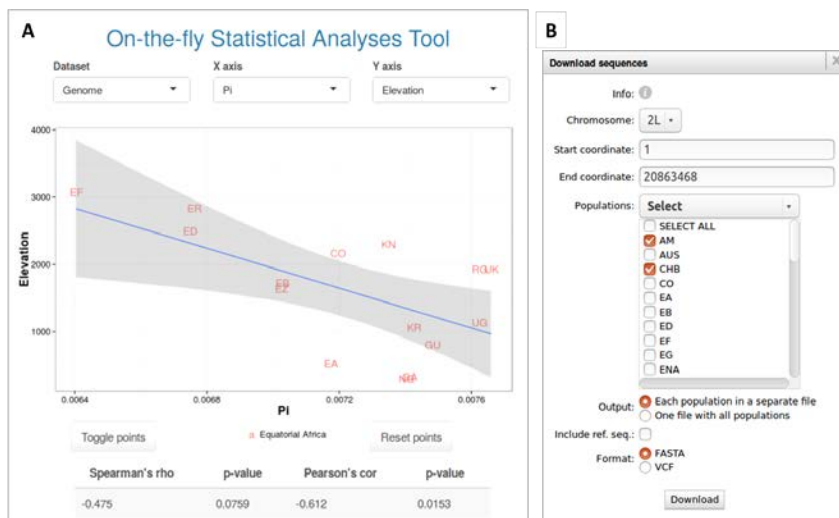 A
On-the-fly Statistical Analyses Tool
Dataset X axis Y axis
Genome Pi Elevation
4000
3000
2000
1000
Elevation
EF
ER
ED
KN
CO
RG UK
EZ
UG
KR
GU
EA
0.0064 0.0068 0.0072 0.0076
Pi
Toggle points
a Equatorial Africa
Reset points
Spearman's rho p-value Pearson's cor p-value
-0.475 0.0759 -0.612 0.0153
B
Download sequences X
Info: i
Chromosome: 2L
Start coordinate: 1
End coordinate: 20863468
Populations: Select
SELECT ALL
AM
AUS
CHB
CO
EA
EB
ED
EF
EG
ENA
Output: Each population in a separate file
One file with all populations
Include ref. seq.:
Format: FASTA
VCF
Download